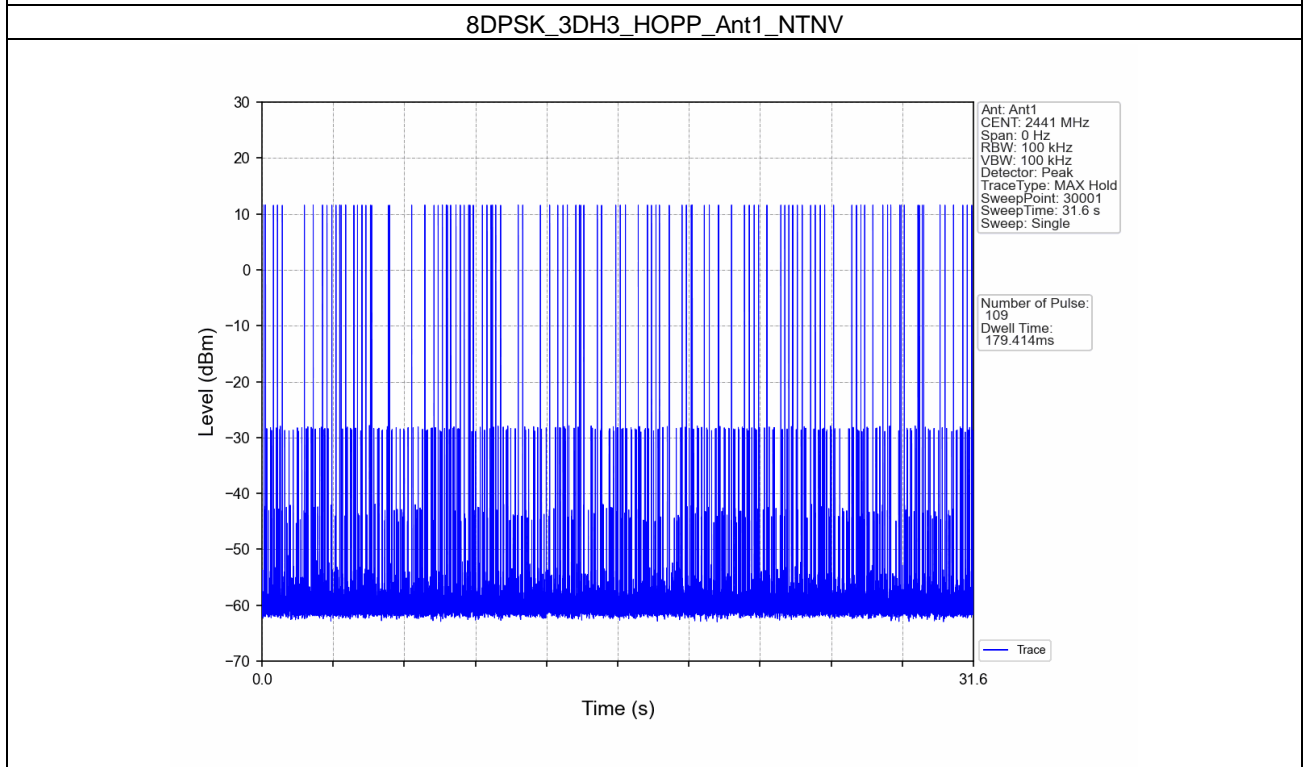 8DPSK_3DH3_HOPP_Ant1_NTNV
30
20
10
0
−10
−20
−30
−40
−50
−60
−70
Level (dBm)
0.0
31.6
Time (s)
Ant: Ant1
CENT: 2441 MHz
Span: 0 Hz
RBW: 100 kHz
VBW: 100 kHz
Detector: Peak
TraceType: MAX Hold
SweepPoint: 30001
SweepTime: 31.6 s
Sweep: Single
Number of Pulse:
109
Dwell Time:
179.414ms
Trace